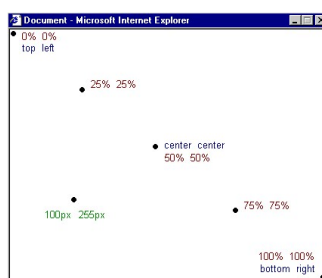 Document - Microsoft Internet Explorer
0% 0%
top left
25% 25%
center center
50% 50%
75% 75%
100px 255px
100% 100%
bottom right